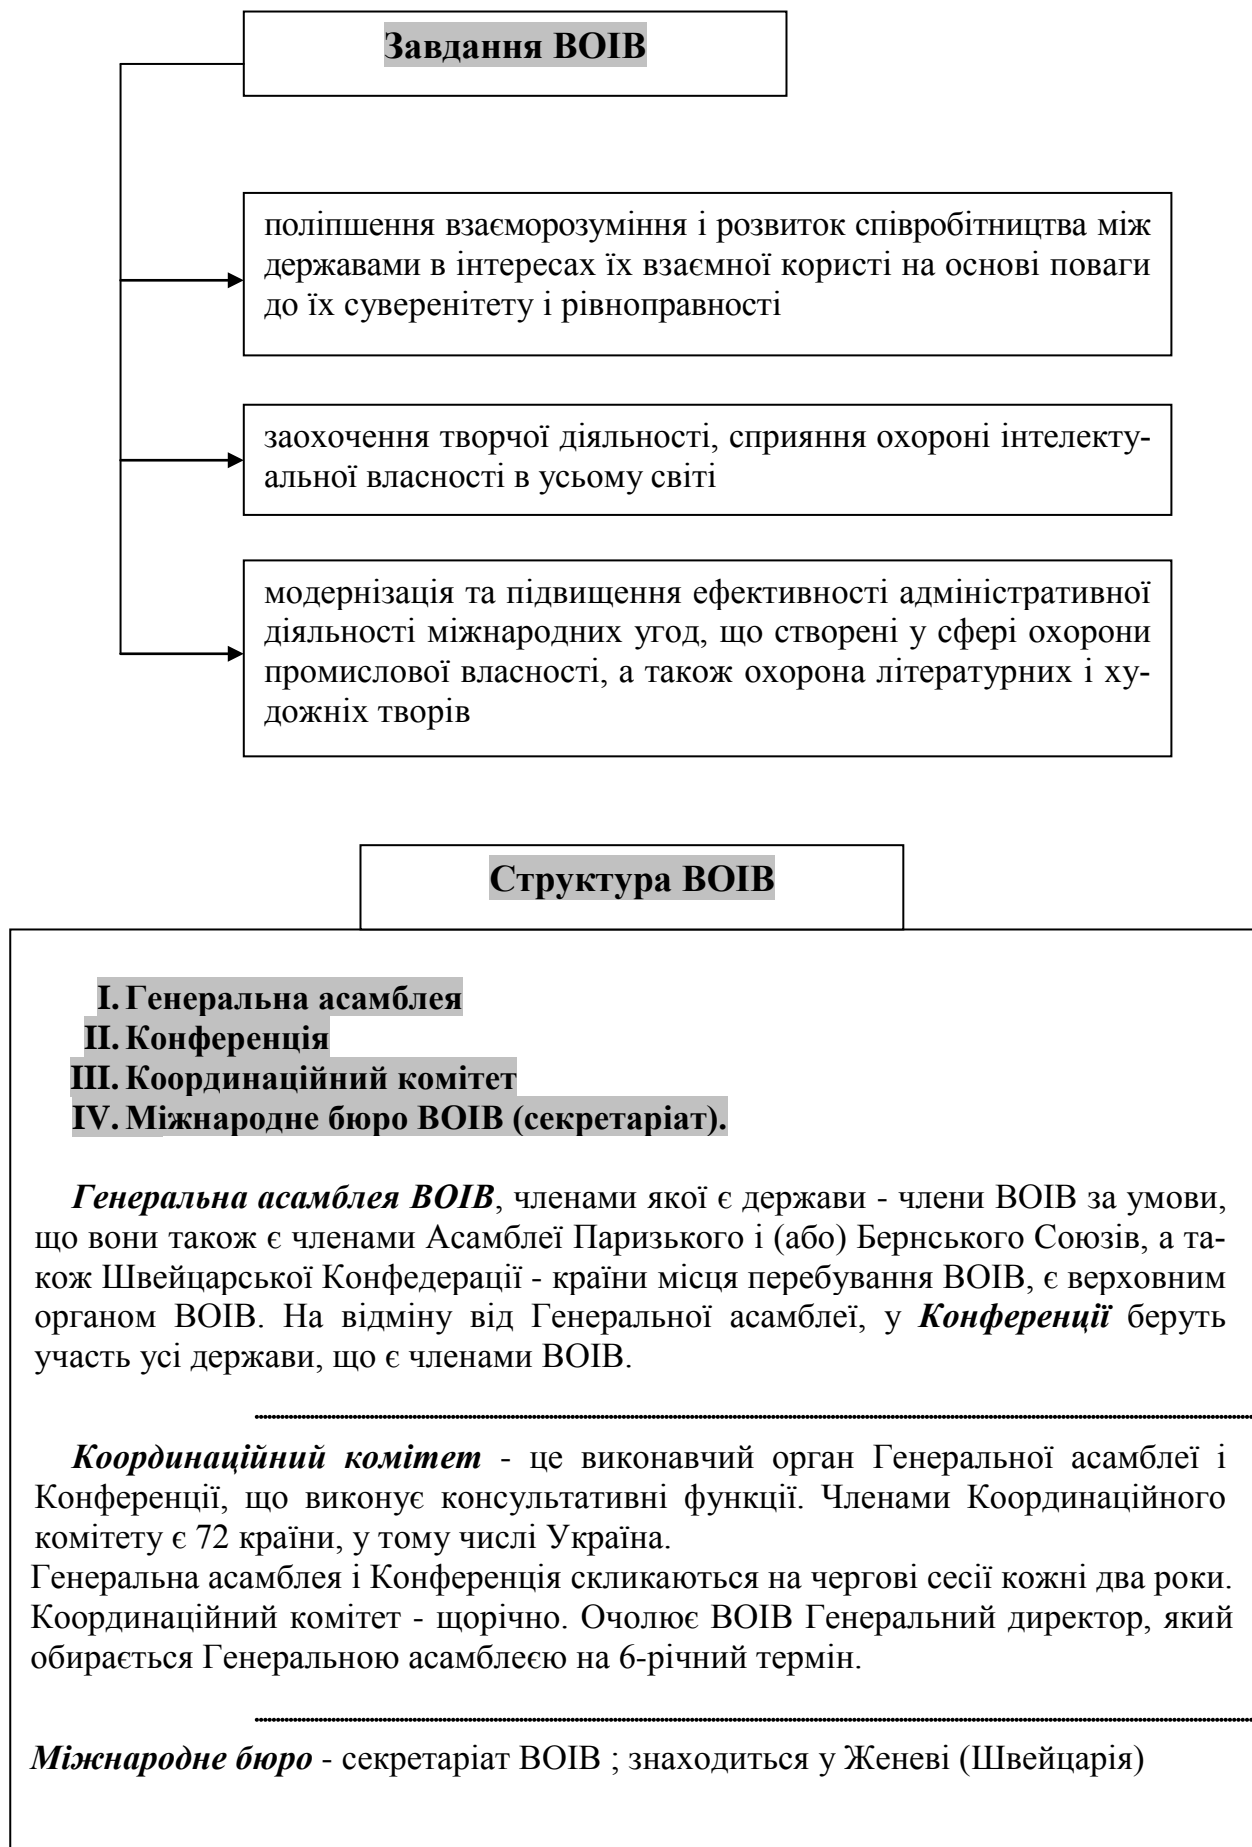 Завдання ВОІВ
поліпшення взаєморозуміння і розвиток співробітництва між
державами в інтересах їх взаємної користі на основі поваги
до їх суверенітету і рівноправності
заохочення творчої діяльності, сприяння охороні інтелекту-
альної власності в усьому світі
модернізація та підвищення ефективності адміністративної
діяльності міжнародних угод, що створені у сфері охорони
промислової власності, а також охорона літературних і ху-
дожніх творів
Структура ВОІВ
I. Генеральна асамблея
II. Конференція
III. Координаційний комітет
IV. Міжнародне бюро ВОІВ (секретаріат).
Генеральна асамблея ВОІВ, членами якої є держави - члени ВОІВ за умови,
що вони також є членами Асамблеї Паризького і (або) Бернського Союзів, а та-
кож Швейцарської Конфедерації - країни місця перебування ВОІВ, є верховним
органом ВОІВ. На відміну від Генеральної асамблеї, у Конференції беруть
участь усі держави, що є членами ВОІВ.
Координаційний комітет - це виконавчий орган Генеральної асамблеї і
Конференції, що виконує консультативні функції. Членами Координаційного
комітету є 72 країни, у тому числі Україна.
Генеральна асамблея і Конференція скликаються на чергові сесії кожні два роки.
Координаційний комітет - щорічно. Очолює ВОІВ Генеральний директор, який
обирається Генеральною асамблеєю на 6-річний термін.
Міжнародне бюро - секретаріат ВОІВ ; знаходиться у Женеві (Швейцарія)